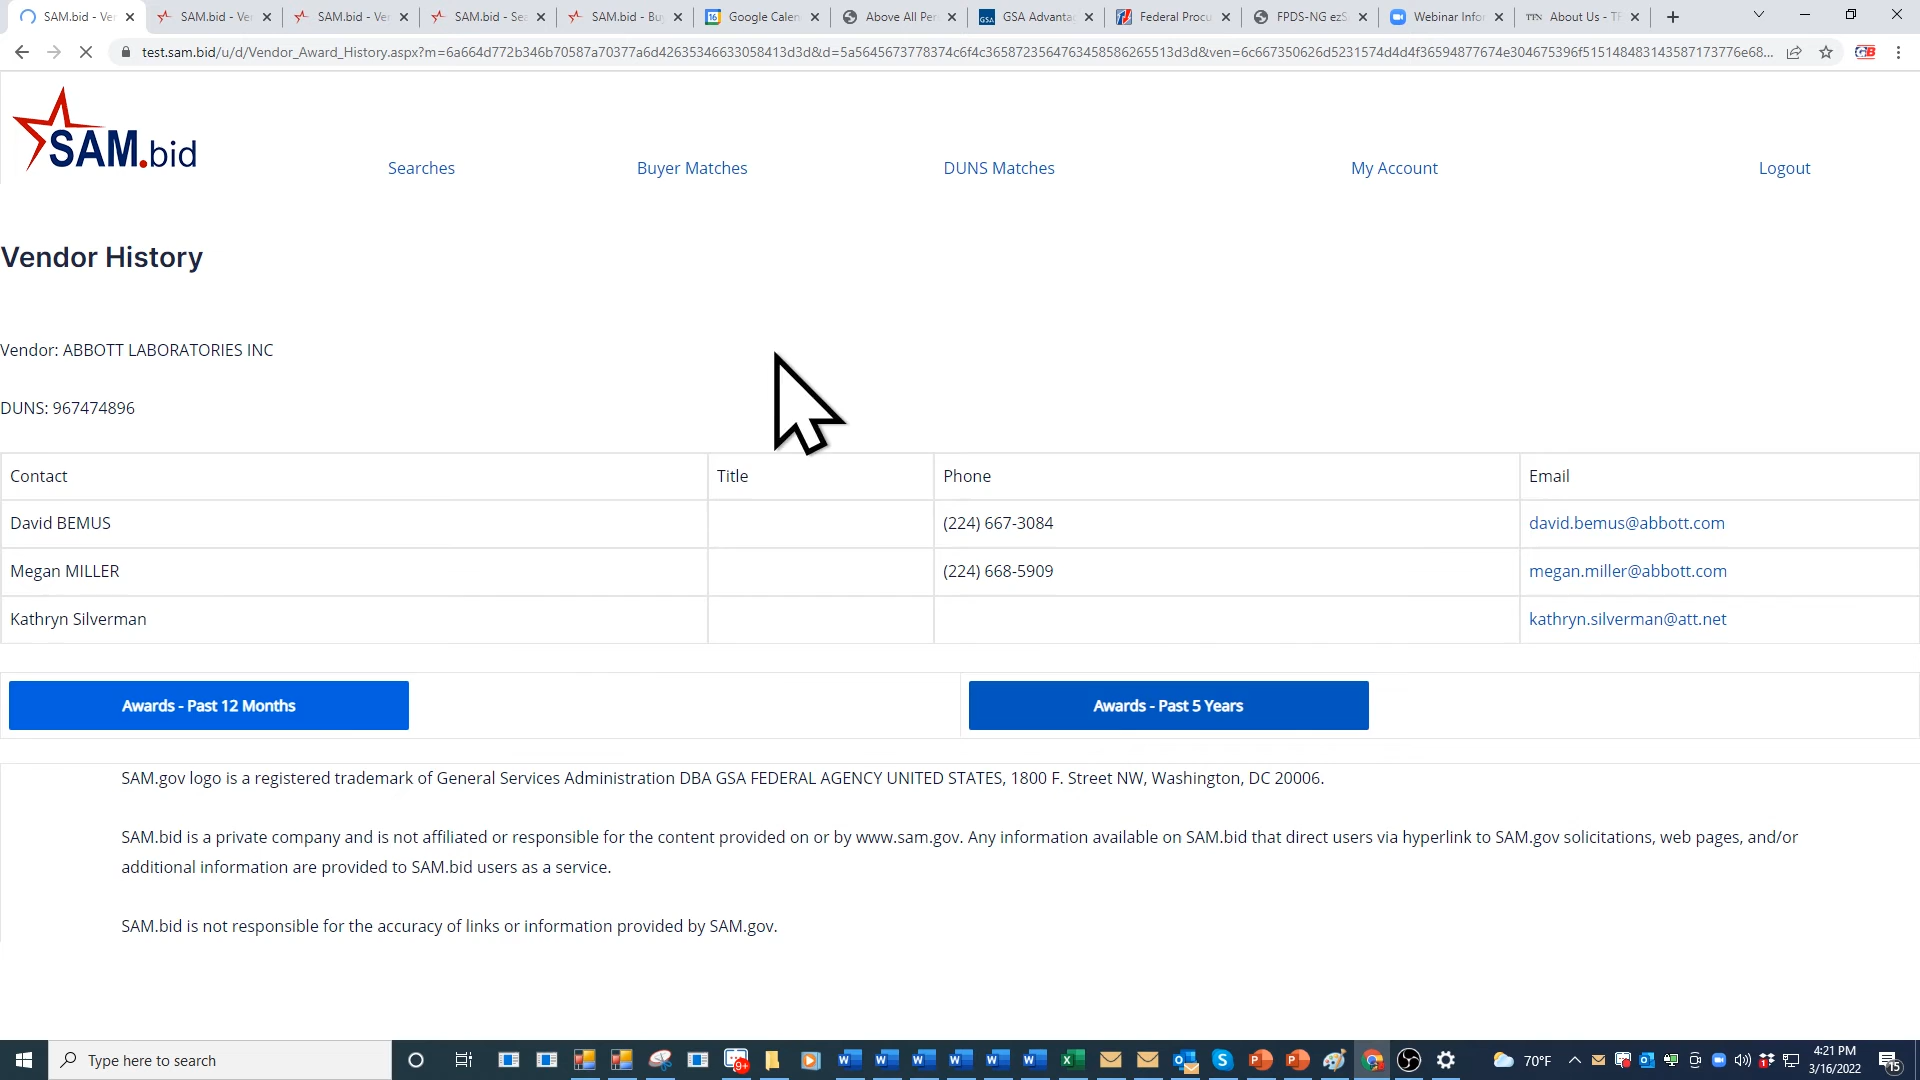 SAM.bid - Ver
SAM.bid - Ve
SAM.bid - Ver
SAM.bid - Sea
SAM.bid - Bu
Google Calen
Above All Per
GSA Advanta
Federal Procu
FPDS-NG ezS
Webinar Infor
About Us - TF
test.sam.bid/u/d/Vendor_Award_History.aspx?m=6a664d772b346b70587a70377a6d42635346633058413d3d&d=5a5645673778374c6f4c3658723564763458586265513d3d&ven=6c667350626d5231574d4d4f36594877674e304675396f515148483143587173776e68...
SAM.bid
Searches
Buyer Matches
DUNS Matches
My Account
Logout
Vendor History
Vendor: ABBOTT LABORATORIES INC
DUNS: 967474896
Contact Title Phone Email
David BEMUS (224) 667-3084 david.bemus@abbott.com
Megan MILLER (224) 668-5909 megan.miller@abbott.com
Kathryn Silverman kathryn.silverman@att.net
Awards - Past 12 Months
Awards - Past 5 Years
SAM.gov logo is a registered trademark of General Services Administration DBA GSA FEDERAL AGENCY UNITED STATES, 1800 F. Street NW, Washington, DC 20006.
SAM.bid is a private company and is not affiliated or responsible for the content provided on or by www.sam.gov. Any information available on SAM.bid that direct users via hyperlink to SAM.gov solicitations, web pages, and/or
additional information are provided to SAM.bid users as a service.
SAM.bid is not responsible for the accuracy of links or information provided by SAM.gov.
Type here to search
70°F
4:21 PM
3/16/2022
15